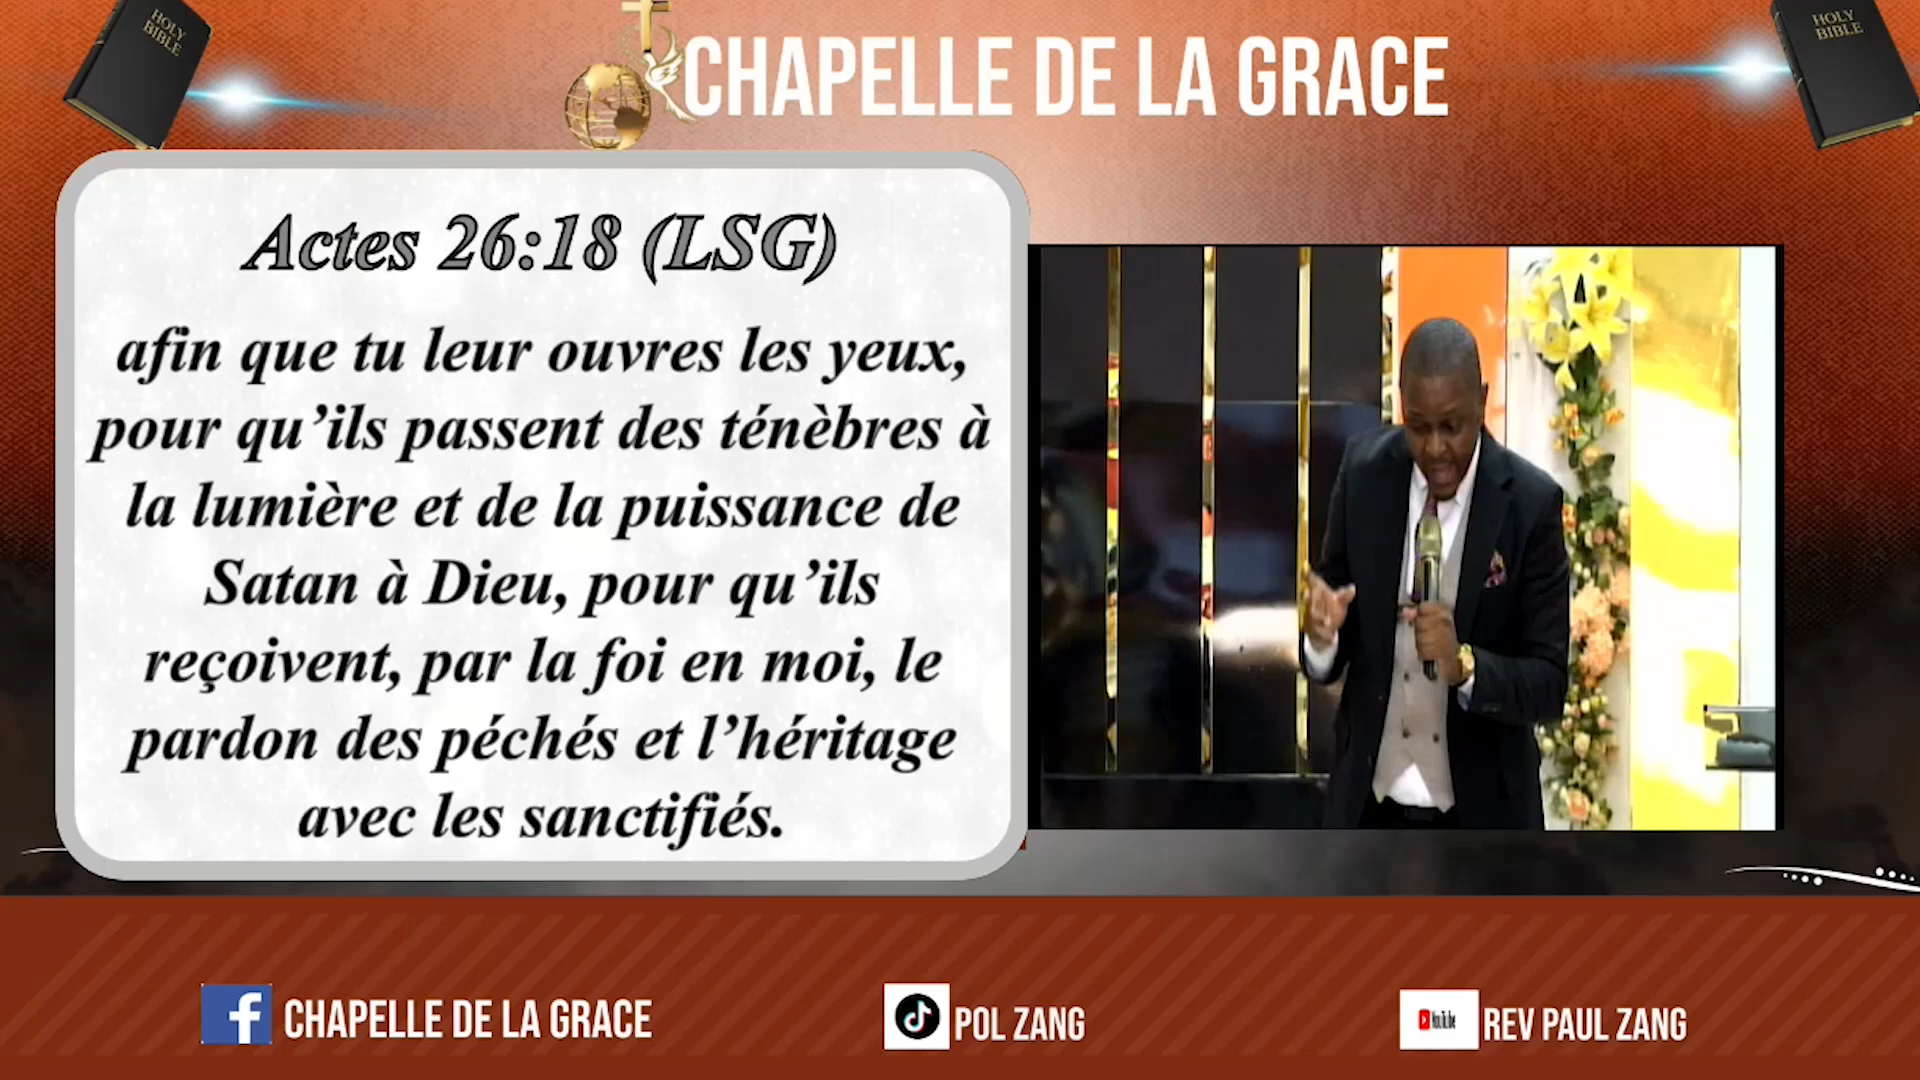 HOLY
BIBLE
CHAPELLE DE LA GRACE
HOLY
BIBLE
Actes 26:18 (LSG)
afin que tu leur ouvres les yeux,
pour qu’ils passent des ténèbres à
la lumière et de la puissance de
Satan à Dieu, pour qu’ils
reçoivent, par la foi en moi, le
pardon des péchés et l’héritage
avec les sanctifiés.
CHAPELLE DE LA GRACE
POL ZANG
YouTube
REV PAUL ZANG